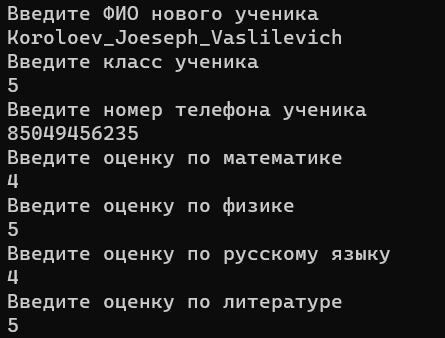 Введите ФИО нового ученика
Koroloev_Joeseph_Vaslilevich
Введите класс ученика
5
Введите номер телефона ученика
85049456235
Введите оценку по математике
4
Введите оценку по физике
5
Введите оценку по русскому языку
4
Введите оценку по литературе
5